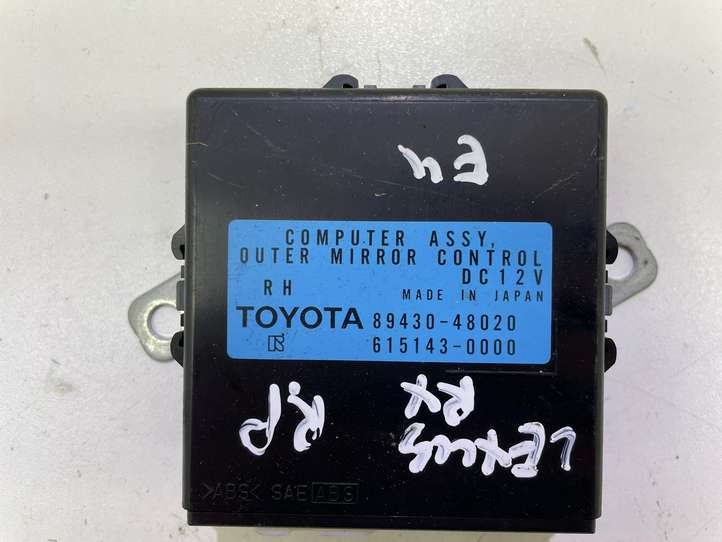 EU
COMPUTER ASSY,
OUTER MIRROR CONTROL
DC12V
RH
MADE IN JAPAN
TOYOTA 89430-48020
615143-0000
RX
RP LEXUS
>ABS< SAE ABS